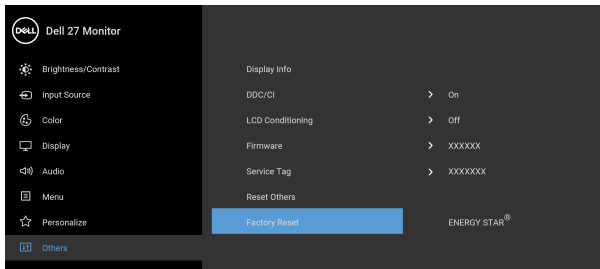 DELL Dell 27 Monitor
Brightness/Contrast Display Info
Input Source DDC/CI > On
Color LCD Conditioning > Off
Display Firmware > XXXXXX
Audio Service Tag > XXXXXXX
Menu Reset Others
Personalize Factory Reset ENERGY STAR®
Others